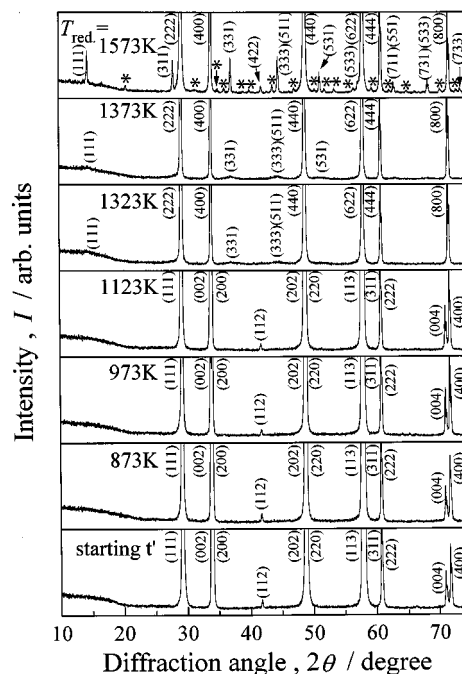 T red. =
1573K
(111) * (311) (222) (400) * * (331) * * (422) * (333)(511) * (440) * (531) * * (533)(622) * (444) * * (711)(551) * (731)(533) (800) * * (733)
1373K
(111) (222) (400) (331) (333)(511) (440) (531) (622) (444) (800)
1323K
(111) (222) (400) (331) (333)(511) (440) (622) (444) (800)
1123K
(111) (002) (200) (112) (202) (220) (113) (311) (222) (004) (400)
973K
(111) (002) (200) (112) (202) (220) (113) (311) (222) (004) (400)
873K
(111) (002) (200) (112) (202) (220) (113) (311) (222) (004) (400)
starting t'
(111) (002) (200) (112) (202) (220) (113) (311) (222) (004) (400)
10 20 30 40 50 60 70
Diffraction angle , 2θ / degree
Intensity , I / arb. units